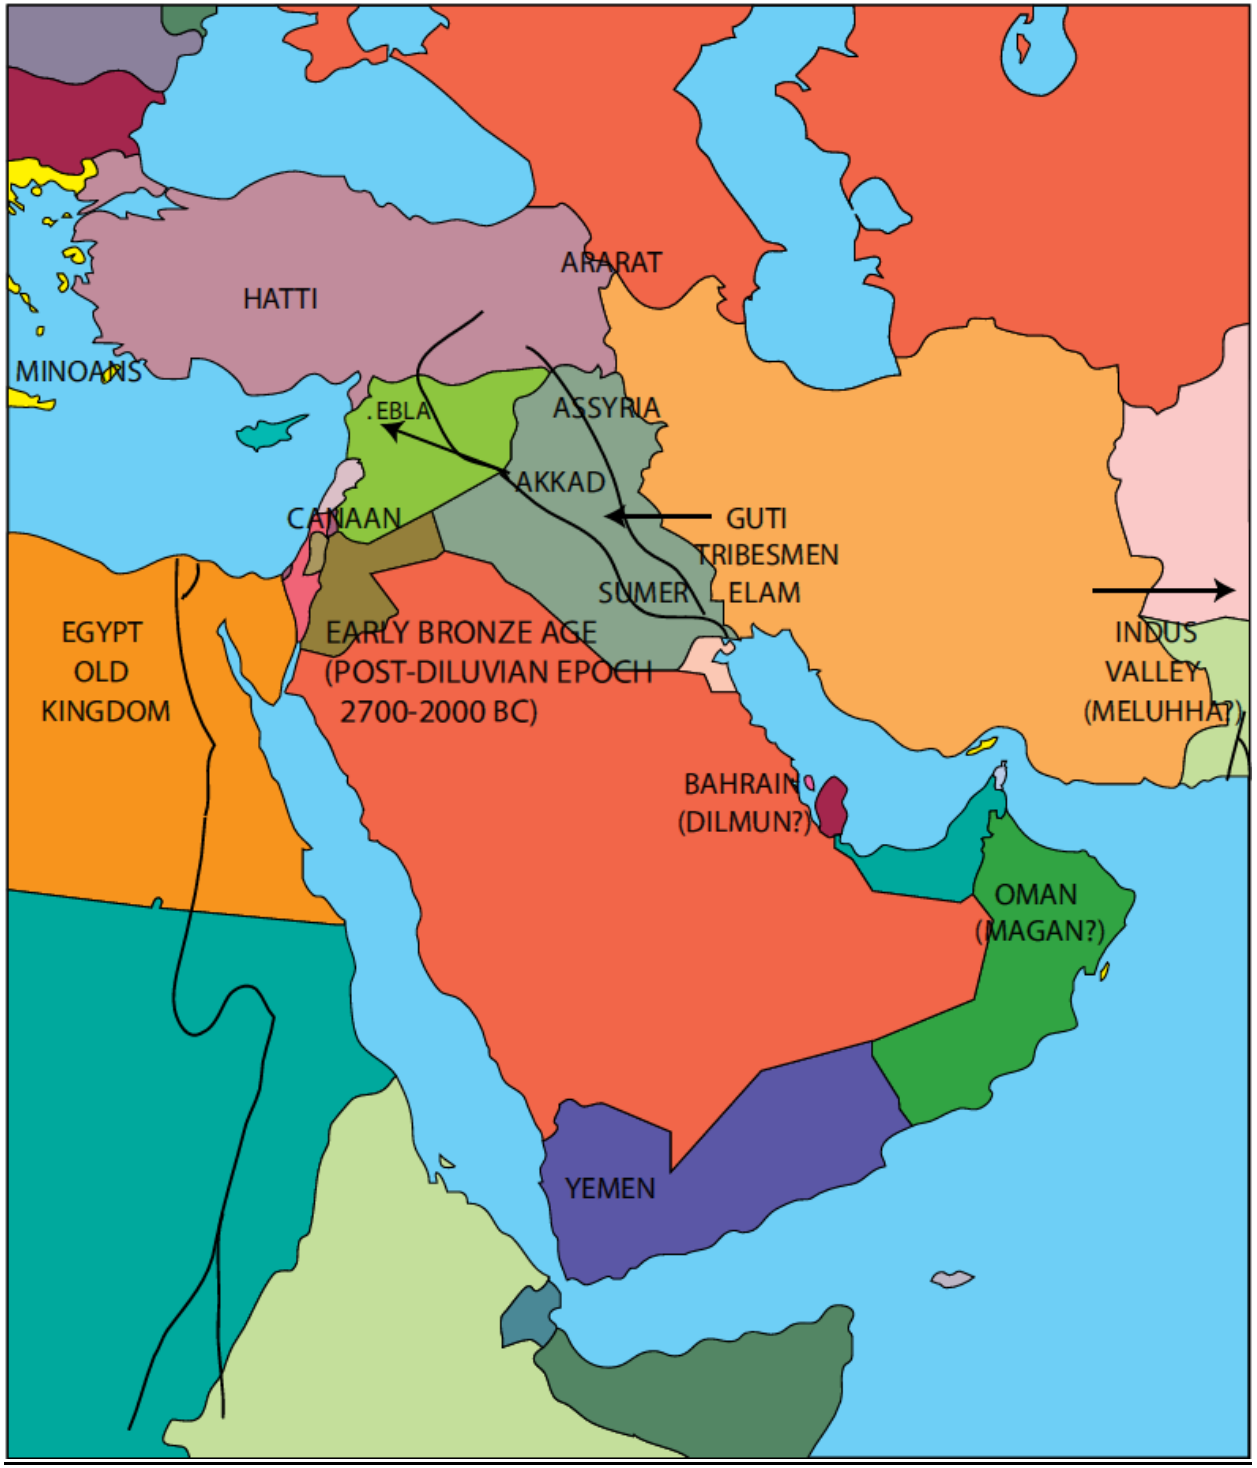 ARARAT
HATTI
MINOANS
. EBLA
ASSYRIA
AKKAD
CANAAN
GUTI
TRIBESMEN
ELAM
SUMER
EGYPT
OLD
KINGDOM
EARLY BRONZE AGE
(POST-DILUVIAN EPOCH
2700-2000 BC)
INDUS
VALLEY
(MELUHHA?)
BAHRAIN
(DILMUN?)
OMAN
(MAGAN?)
YEMEN